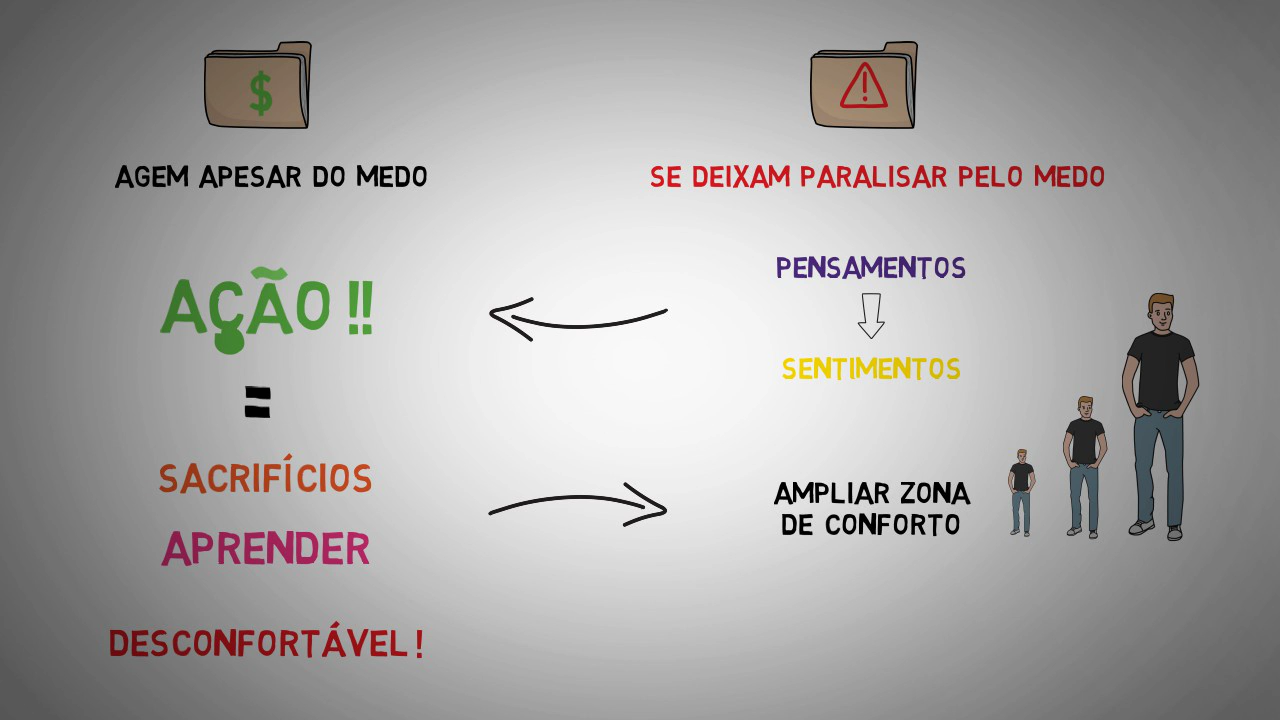 $
AGEM APESAR DO MEDO
AÇÃO!!
=
SACRIFÍCIOS
APRENDER
DESCONFORTÁVEL!
!
SE DEIXAM PARALISAR PELO MEDO
PENSAMENTOS
SENTIMENTOS
AMPLIAR ZONA
DE CONFORTO